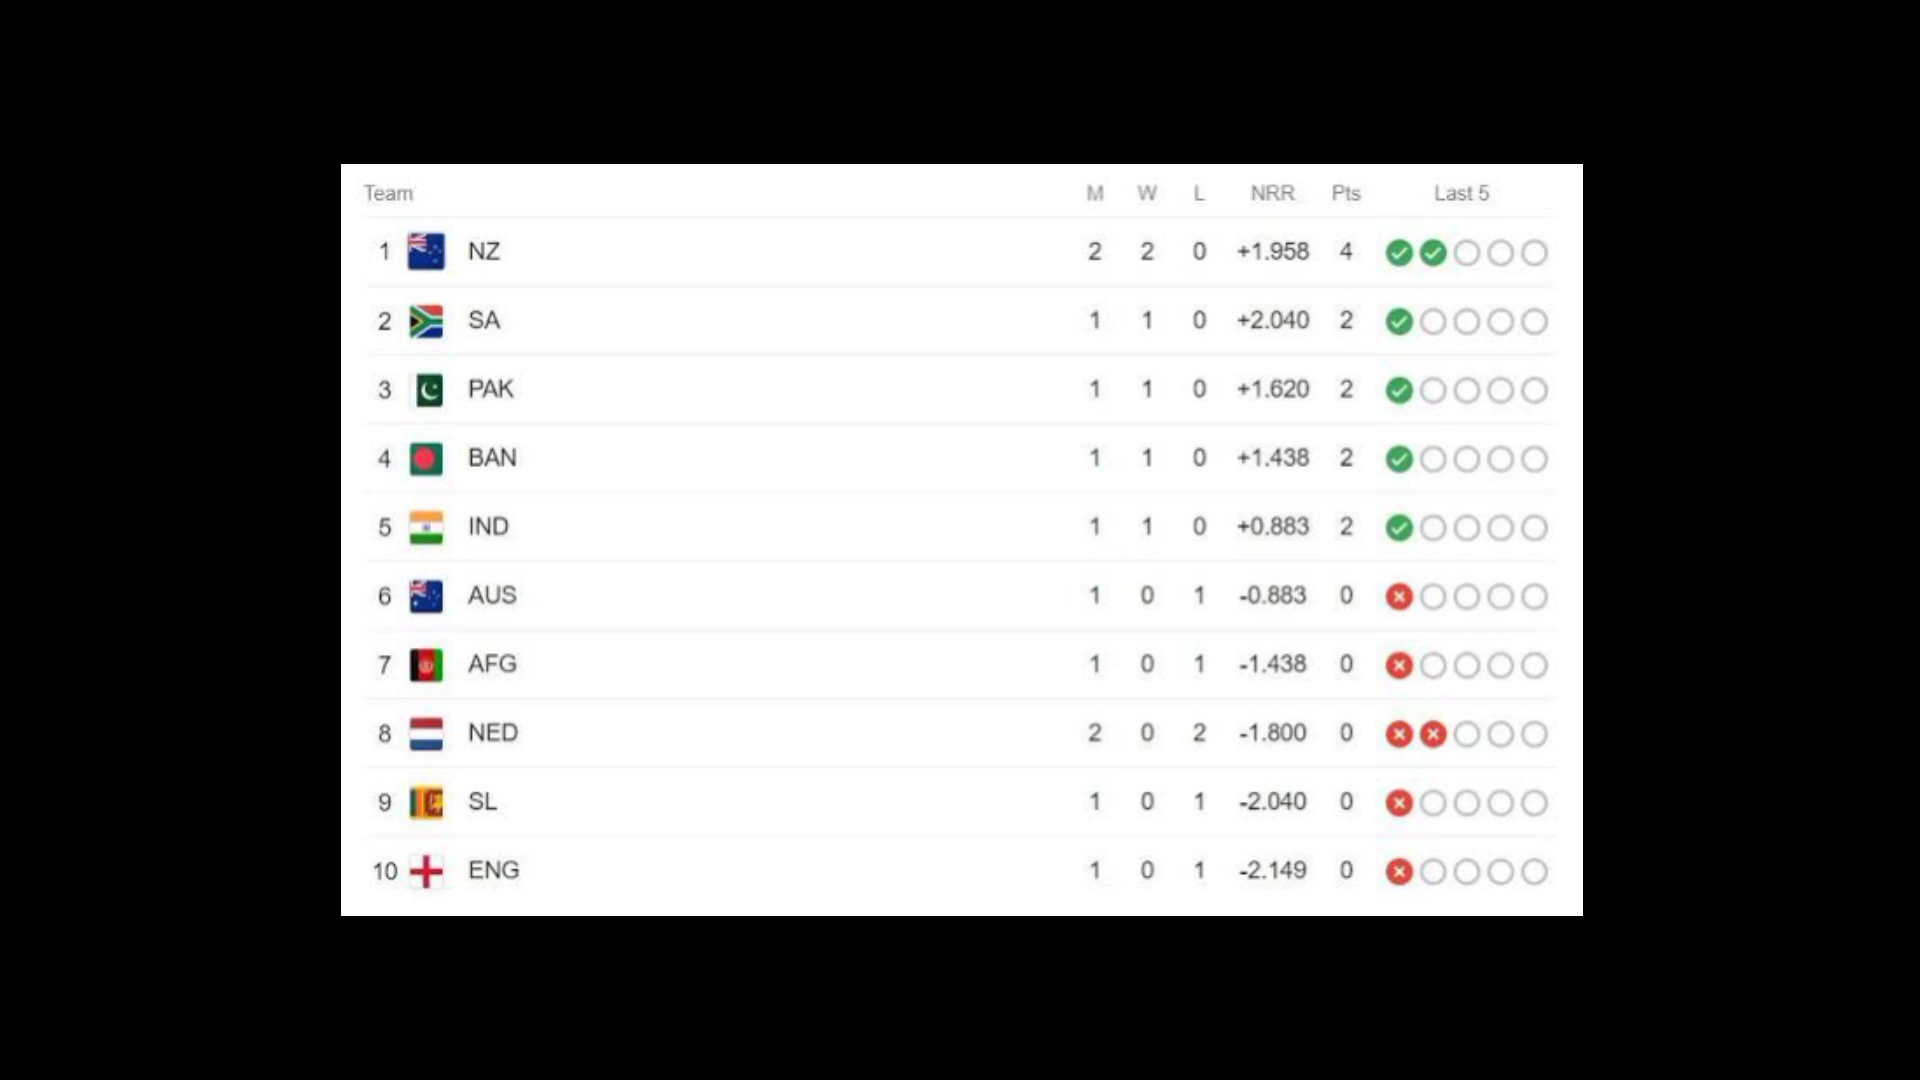 Team M W L NRR Pts Last 5
1 NZ 2 2 0 +1.958 4
2 SA 1 1 0 +2.040 2
3 PAK 1 1 0 +1.620 2
4 BAN 1 1 0 +1.438 2
5 IND 1 1 0 +0.883 2
6 AUS 1 0 1 -0.883 0
7 AFG 1 0 1 -1.438 0
8 NED 2 0 2 -1.800 0
9 SL 1 0 1 -2.040 0
10 ENG 1 0 1 -2.149 0